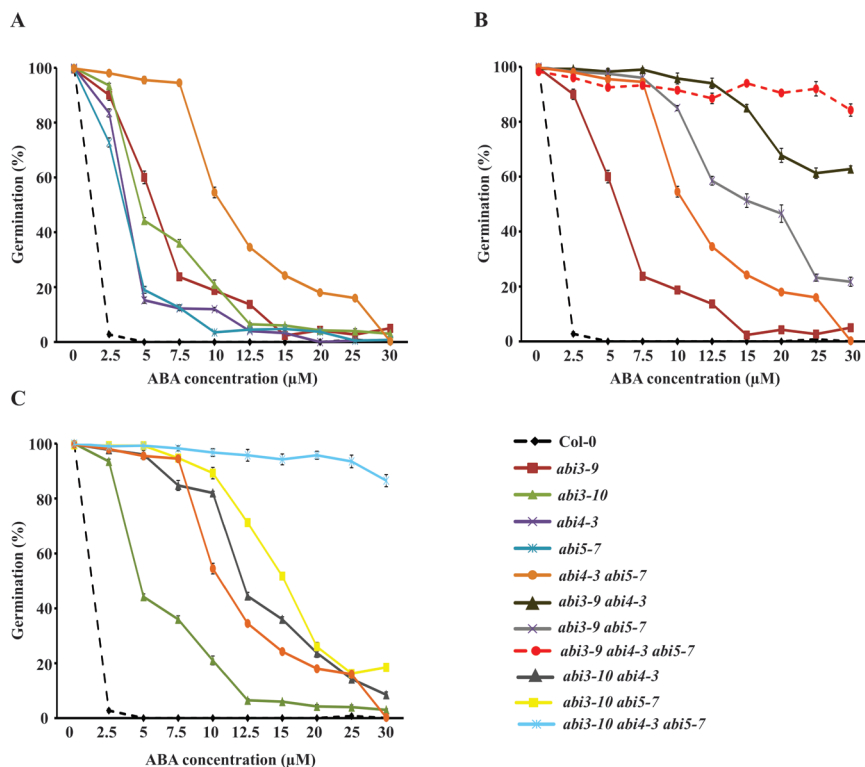 A
100
80
60
40
20
0
Germination (%)
0 2.5 5 7.5 10 12.5 15 20 25 30
ABA concentration (µM)
B
100
80
60
40
20
0
Germination (%)
0 2.5 5 7.5 10 12.5 15 20 25 30
ABA concentration (µM)
C
100
80
60
40
20
0
Germination (%)
0 2.5 5 7.5 10 12.5 15 20 25 30
ABA concentration (µM)
Col-0
abi3-9
abi3-10
abi4-3
abi5-7
abi4-3 abi5-7
abi3-9 abi4-3
abi3-9 abi5-7
abi3-9 abi4-3 abi5-7
abi3-10 abi4-3
abi3-10 abi5-7
abi3-10 abi4-3 abi5-7